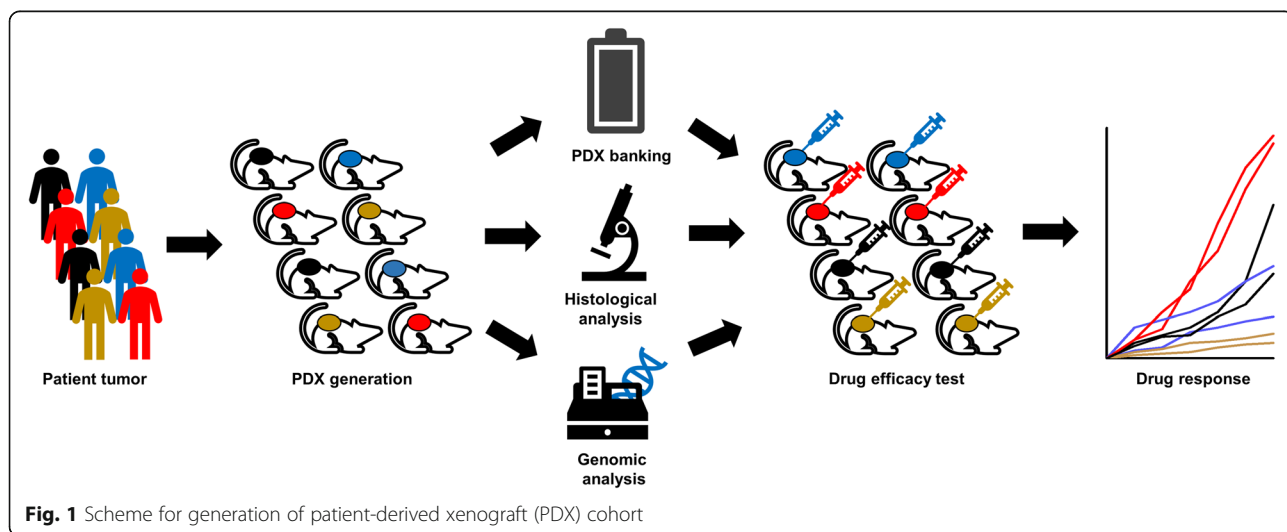 PDX banking
Patient tumor
PDX generation
Histological
analysis
Genomic
analysis
Drug efficacy test
Drug response
Fig. 1 Scheme for generation of patient-derived xenograft (PDX) cohort